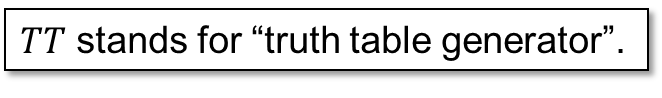 TT stands for “truth table generator”.